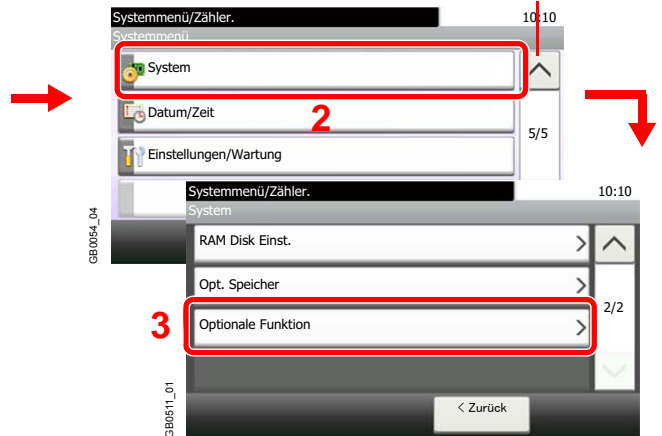 Systemmenü/Zähler.
10:10
Systemmenü
System
Datum/Zeit
2
5/5
Einstellungen/Wartung
GB0054_04
Systemmenü/Zähler.
10:10
System
RAM Disk Einst.
Opt. Speicher
2/2
3
Optionale Funktion
GB0511_01
< Zurück